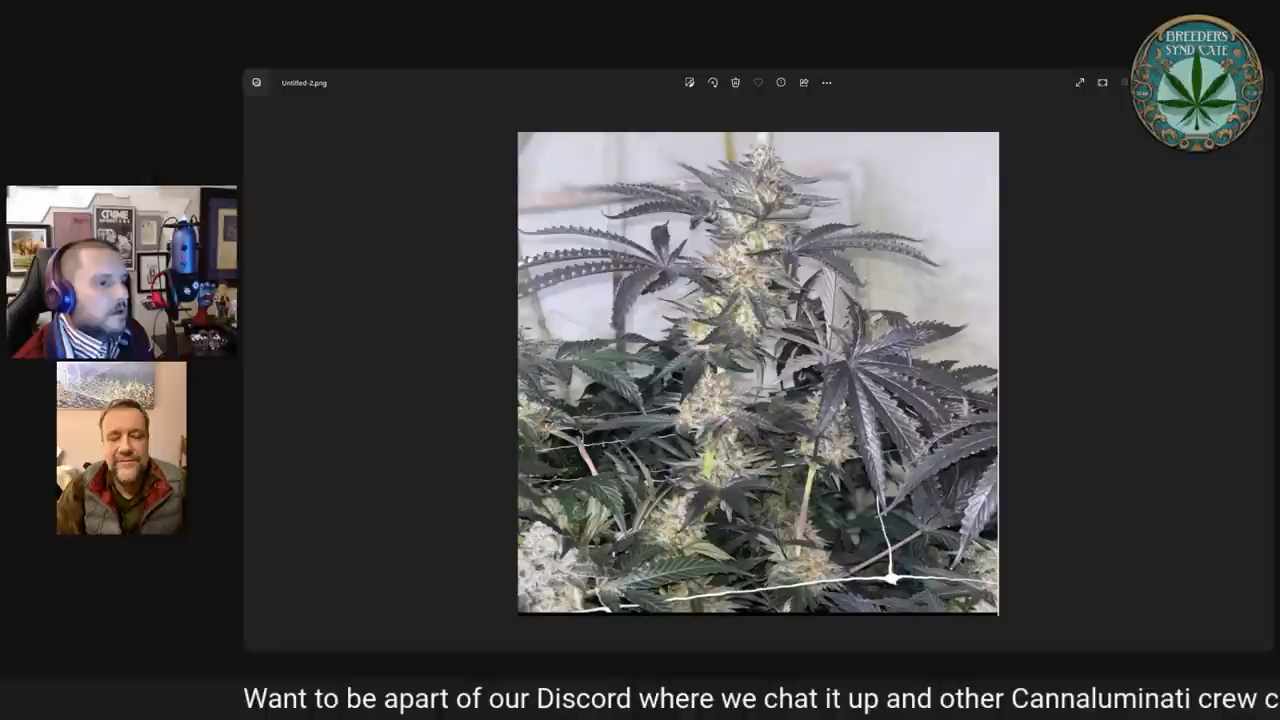 BREEDERS
SYNDICATE
Untitled-2.png
CRIME
Want to be apart of our Discord where we chat it up and other Cannaluminati crew c